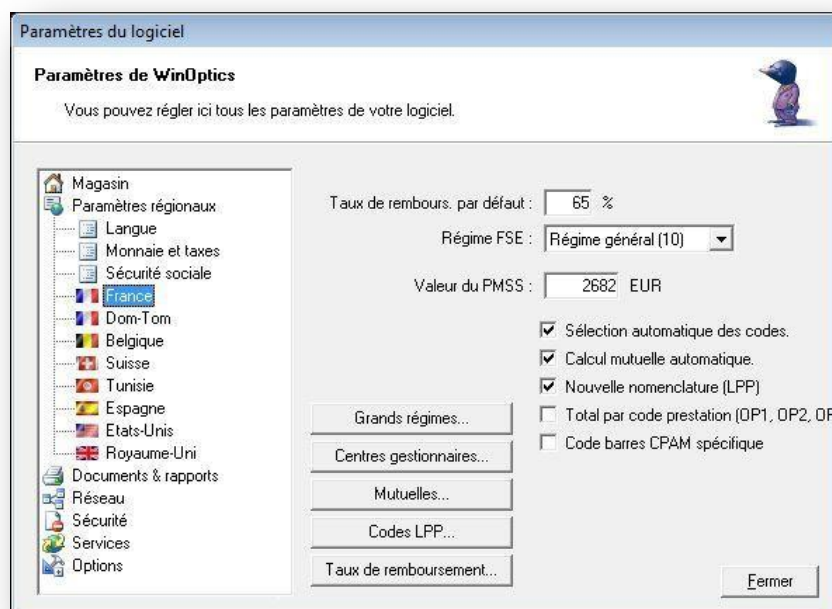 Paramètres du logiciel
Paramètres de WinOptics
Vous pouvez régler ici tous les paramètres de votre logiciel.
Magasin
Paramètres régionaux
Langue
Monnaie et taxes
Sécurité sociale
France
Dom-Tom
Belgique
Suisse
Tunisie
Espagne
Etats-Unis
Royaume-Uni
Documents & rapports
Réseau
Sécurité
Services
Options
Taux de rembours. par défaut : 65 %
Régime FSE : Régime général (10)
Valeur du PMSS : 2682 EUR
Sélection automatique des codes.
Calcul mutuelle automatique.
Nouvelle nomenclature (LPP)
Total par code prestation (OP1, OP2, OP
Code barres CPAM spécifique
Grands régimes...
Centres gestionnaires...
Mutuelles...
Codes LPP...
Taux de remboursement...
Fermer